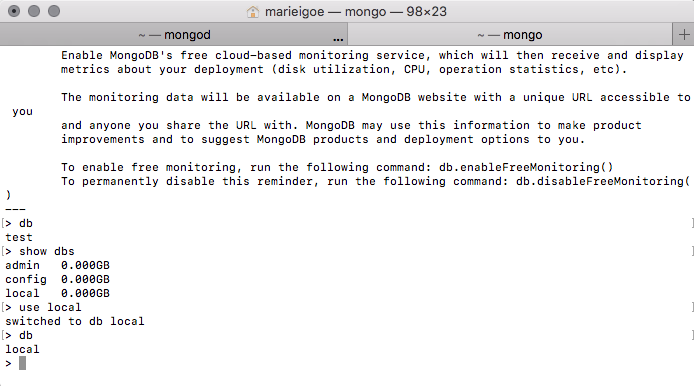 marieigoe — mongo — 98×23
~ — mongod ... ~ — mongo +
Enable MongoDB's free cloud-based monitoring service, which will then receive and display
metrics about your deployment (disk utilization, CPU, operation statistics, etc).
The monitoring data will be available on a MongoDB website with a unique URL accessible to
you
and anyone you share the URL with. MongoDB may use this information to make product
improvements and to suggest MongoDB products and deployment options to you.
To enable free monitoring, run the following command: db.enableFreeMonitoring()
To permanently disable this reminder, run the following command: db.disableFreeMonitoring(
)
---
[> db ]
test
[> show dbs ]
admin 0.000GB
config 0.000GB
local 0.000GB
[> use local ]
switched to db local
[> db ]
local
>